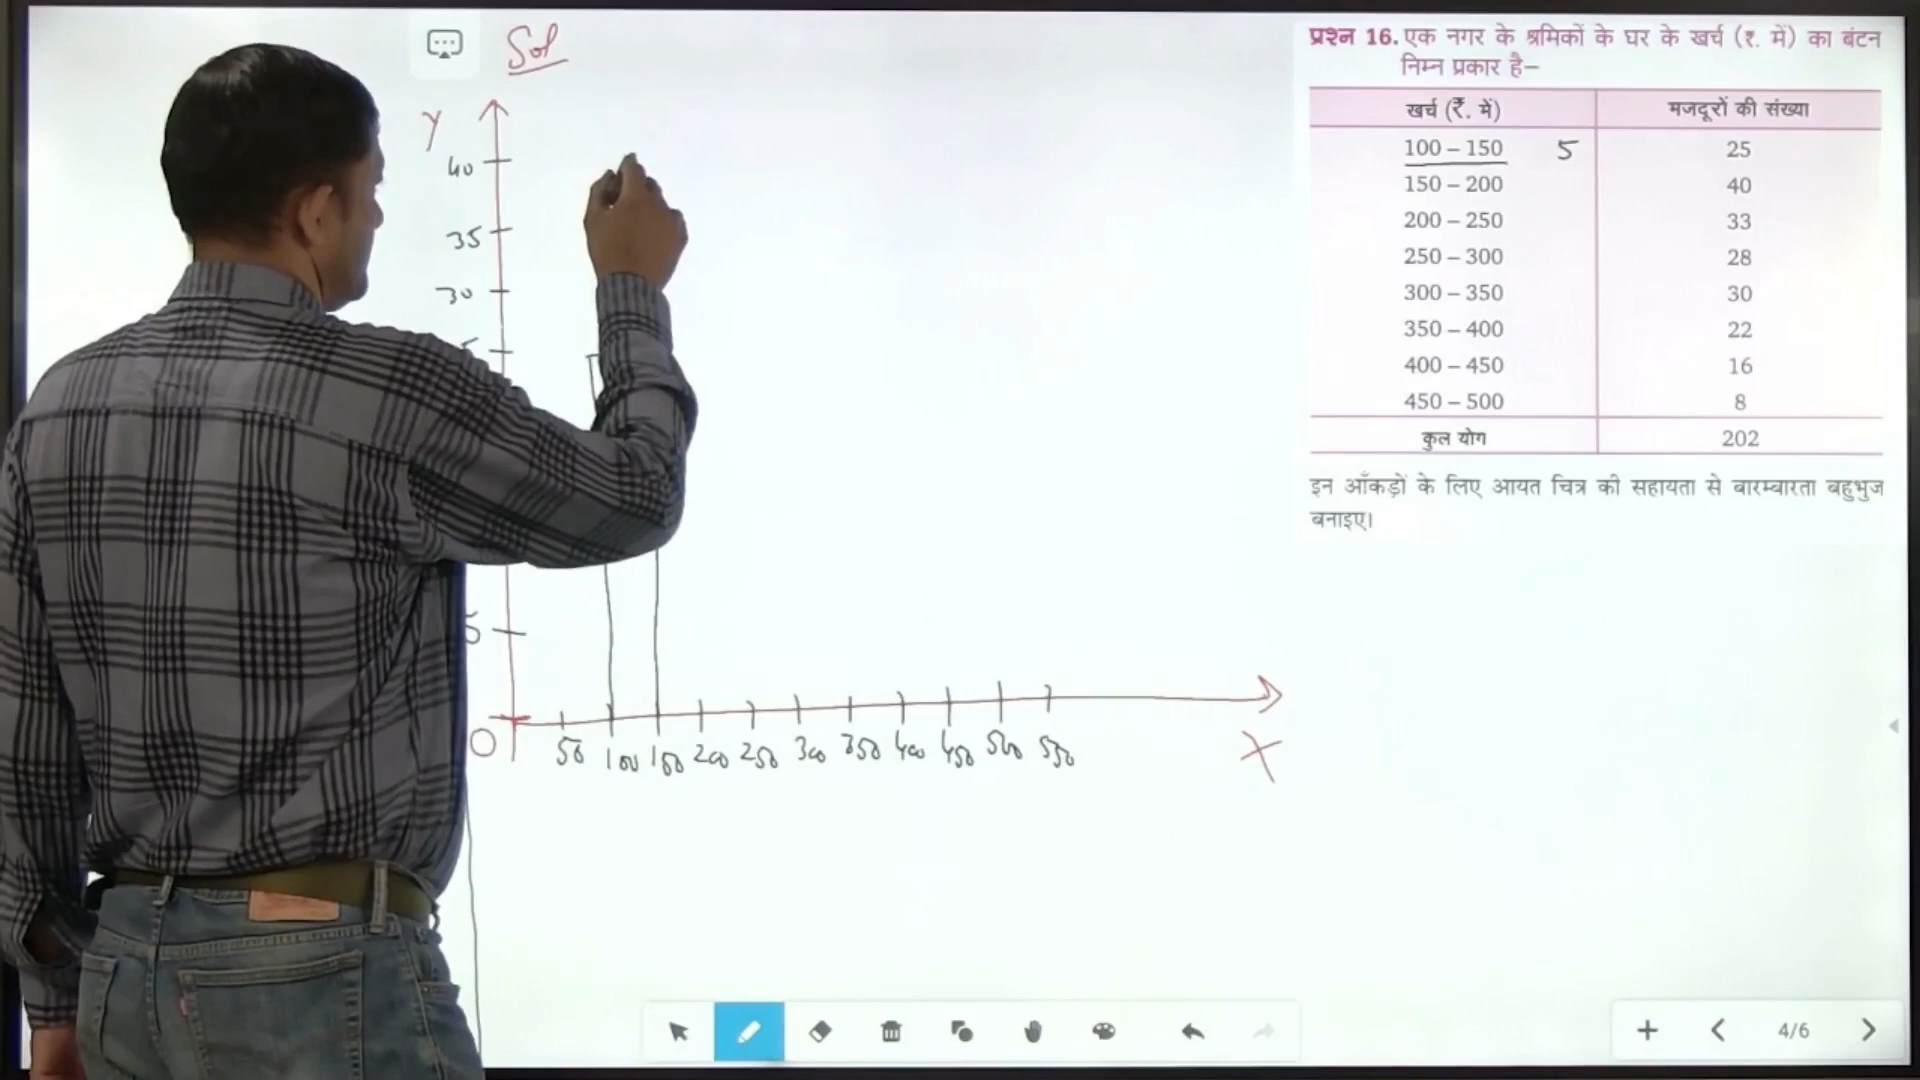 Sol
Y
40
35
30
5
O
50 100 150 200 250 300 350 400 450 500 550
X
प्रश्न 16. एक नगर के श्रमिकों के घर के खर्च (रु. में) का बंटन
निम्न प्रकार है–
खर्च (₹. में) मजदूरों की संख्या
100 – 150 5 25
150 – 200 40
200 – 250 33
250 – 300 28
300 – 350 30
350 – 400 22
400 – 450 16
450 – 500 8
कुल योग 202
इन आँकड़ों के लिए आयत चित्र की सहायता से बारम्बारता बहुभुज
बनाइए।
4/6